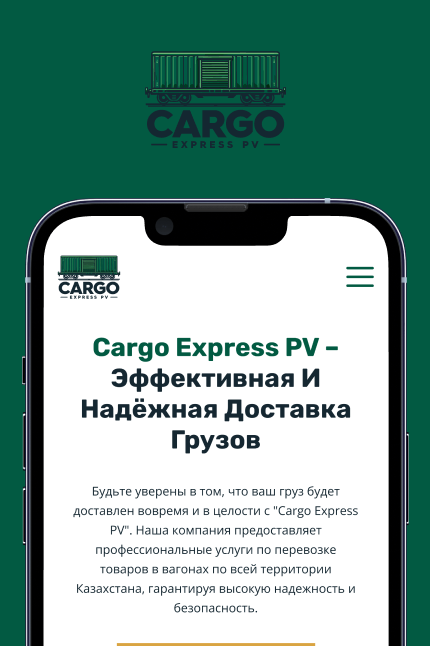 CARGO
EXPRESS PV
CARGO
EXPRESS PV
Cargo Express PV –
Эффективная И
Надёжная Доставка
Грузов
Будьте уверены в том, что ваш груз будет
доставлен вовремя и в целости с "Cargo Express
PV". Наша компания предоставляет
профессиональные услуги по перевозке
товаров в вагонах по всей территории
Казахстана, гарантируя высокую надежность и
безопасность.